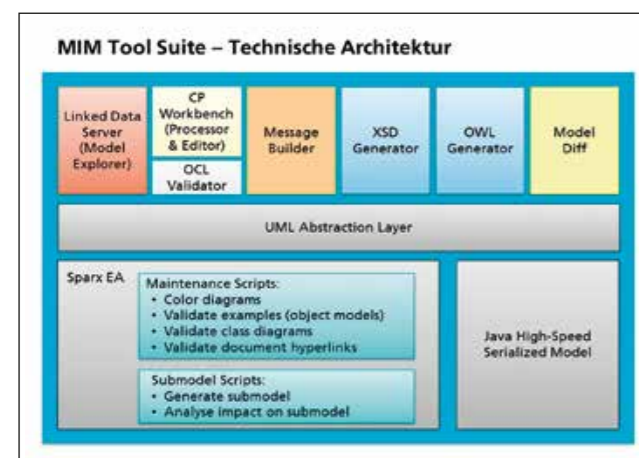 MIM Tool Suite – Technische Architektur
Linked Data
Server
(Model
Explorer)
CP
Workbench
(Processor
& Editor)
OCL
Validator
Message
Builder
XSD
Generator
OWL
Generator
Model
Diff
UML Abstraction Layer
Sparx EA
Maintenance Scripts:
• Color diagrams
• Validate examples (object models)
• Validate class diagrams
• Validate document hyperlinks
Submodel Scripts:
• Generate submodel
• Analyse impact on submodel
Java High-Speed
Serialized Model